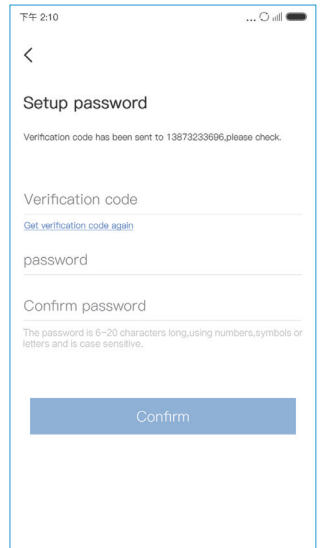 下午 2:10
...
Setup password
Verification code has been sent to 13873233696,please check.
Verification code
Get verification code again
password
Confirm password
The password is 6-20 characters long,using numbers,symbols or
letters and is case sensitive.
Confirm